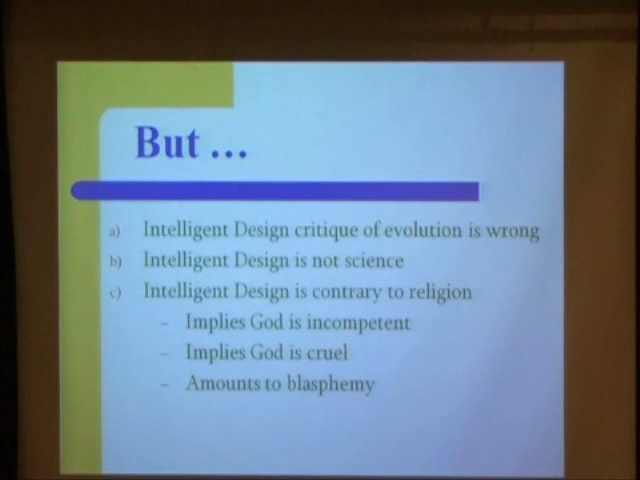 But ...
a) Intelligent Design critique of evolution is wrong
b) Intelligent Design is not science
c) Intelligent Design is contrary to religion
– Implies God is incompetent
– Implies God is cruel
– Amounts to blasphemy